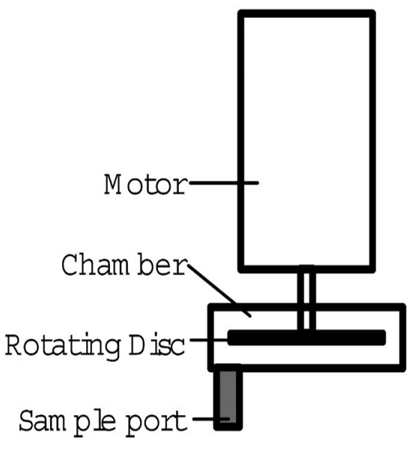 Motor
Chamber
Rotating Disc
Sample port